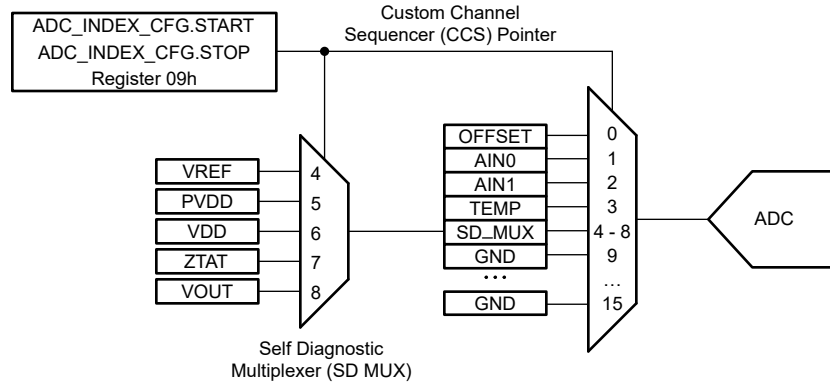 Custom Channel
Sequencer (CCS) Pointer
ADC_INDEX_CFG.START
ADC_INDEX_CFG.STOP
Register 09h
VREF
PVDD
VDD
ZTAT
VOUT
4
5
6
7
8
Self Diagnostic
Multiplexer (SD MUX)
OFFSET
AIN0
AIN1
TEMP
SD_MUX
GND
...
GND
0
1
2
3
4 - 8
9
...
15
ADC